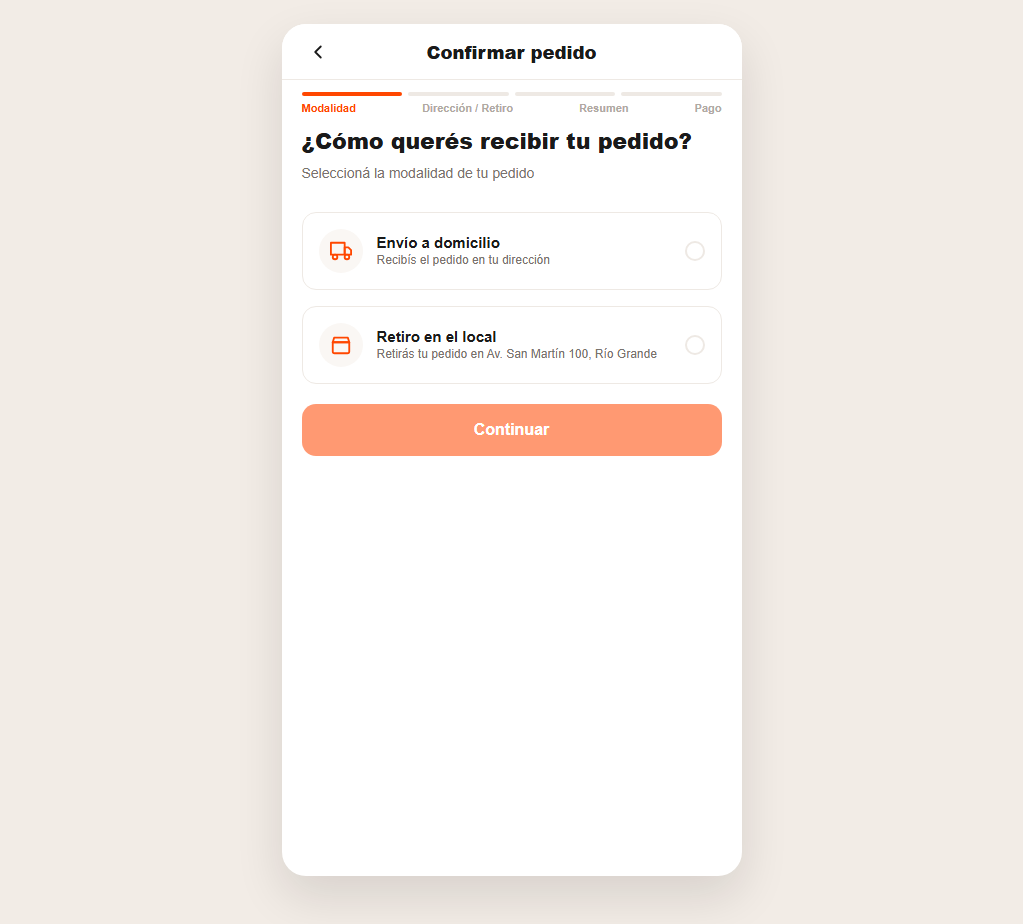 Confirmar pedido
Modalidad Dirección / Retiro Resumen Pago
¿Cómo querés recibir tu pedido?
Seleccioná la modalidad de tu pedido
Envío a domicilio
Recibís el pedido en tu dirección
Retiro en el local
Retirás tu pedido en Av. San Martín 100, Río Grande
Continuar